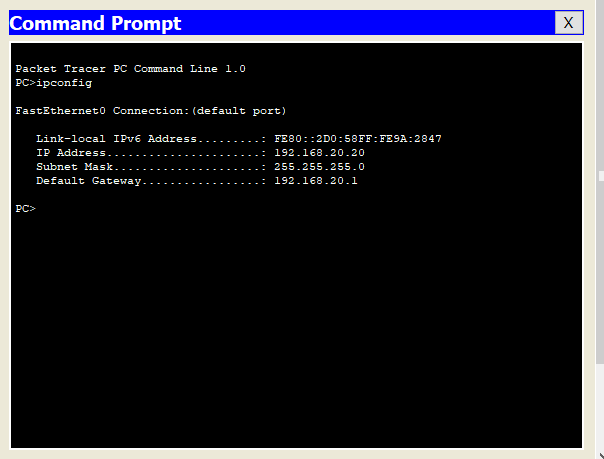 Command Prompt
X
Packet Tracer PC Command Line 1.0
PC>ipconfig
FastEthernet0 Connection:(default port)
Link-local IPv6 Address.........: FE80::2D0:58FF:FE9A:2847
IP Address......................: 192.168.20.20
Subnet Mask.....................: 255.255.255.0
Default Gateway.................: 192.168.20.1
PC>